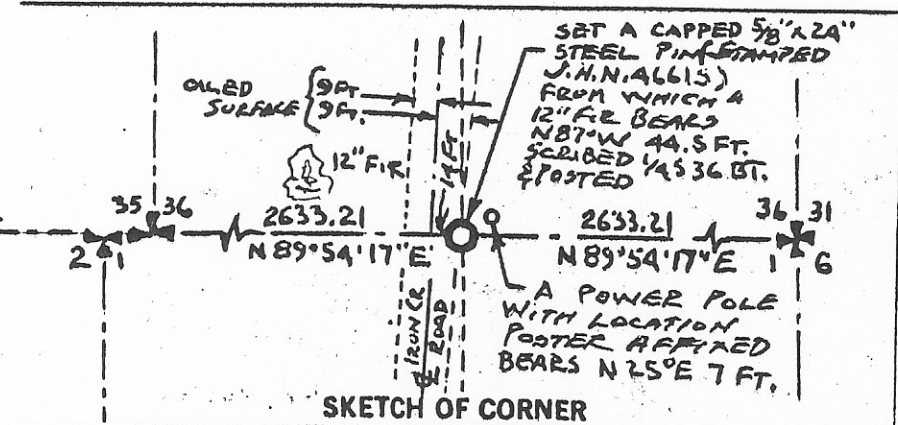 SET A CAPPED 5/8" x 24"
STEEL PIN (STAMPED
J.H.N. A6615)
FROM WHICH A
12" FIR BEARS
N87°W 44.5 FT.
SCRIBED 1/4 S 36 BT.
& POSTED
OILED
SURFACE
9 FT
9 FT.
14 FT
12" FIR
35 36
2 1
2633.21
N 89°54'17"E
2633.21
N 89°54'17"E
36 31
1 6
IRON CR
℄ ROAD
A POWER POLE
WITH LOCATION
POSTER AFFIXED
BEARS N 25°E 7 FT.
SKETCH OF CORNER